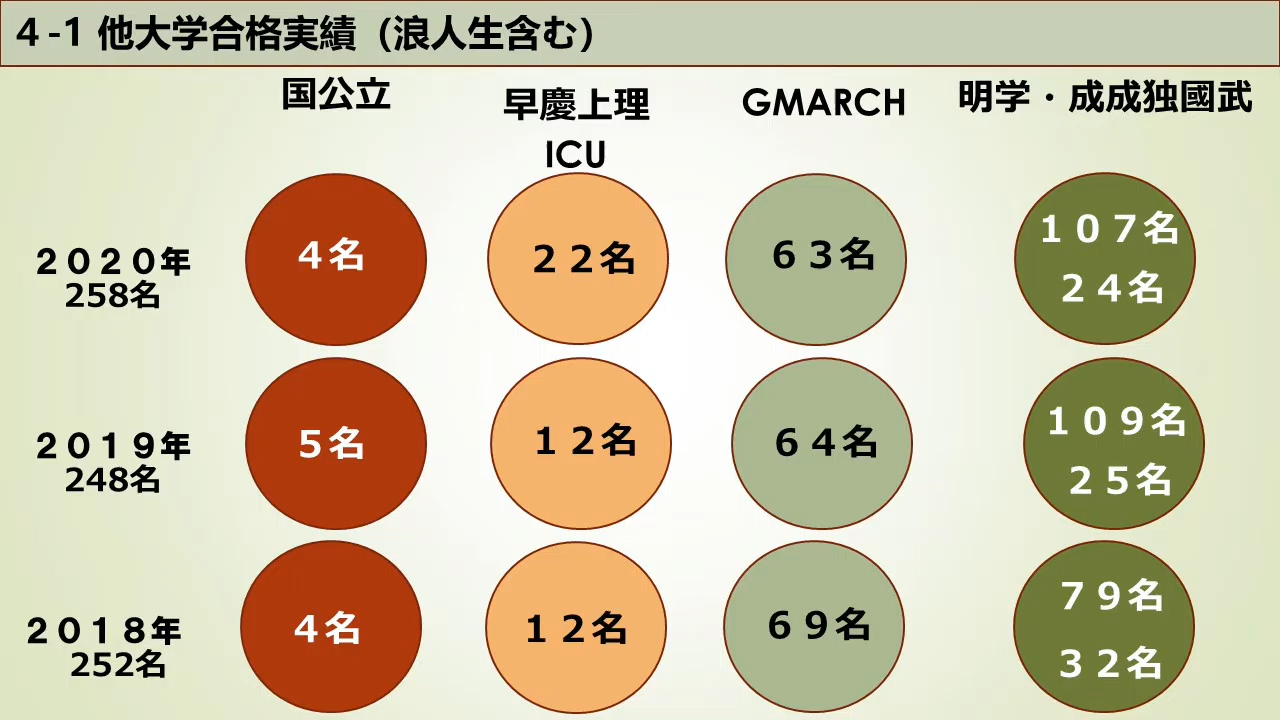 ４-1 他大学合格実績（浪人生含む）
国公立
早慶上理
ICU
GMARCH
明学・成成独國武
２０２０年
258名
４名
２２名
６３名
１０７名
２４名
２０１９年
248名
５名
１２名
６４名
１０９名
２５名
２０１８年
252名
４名
１２名
６９名
７９名
３２名